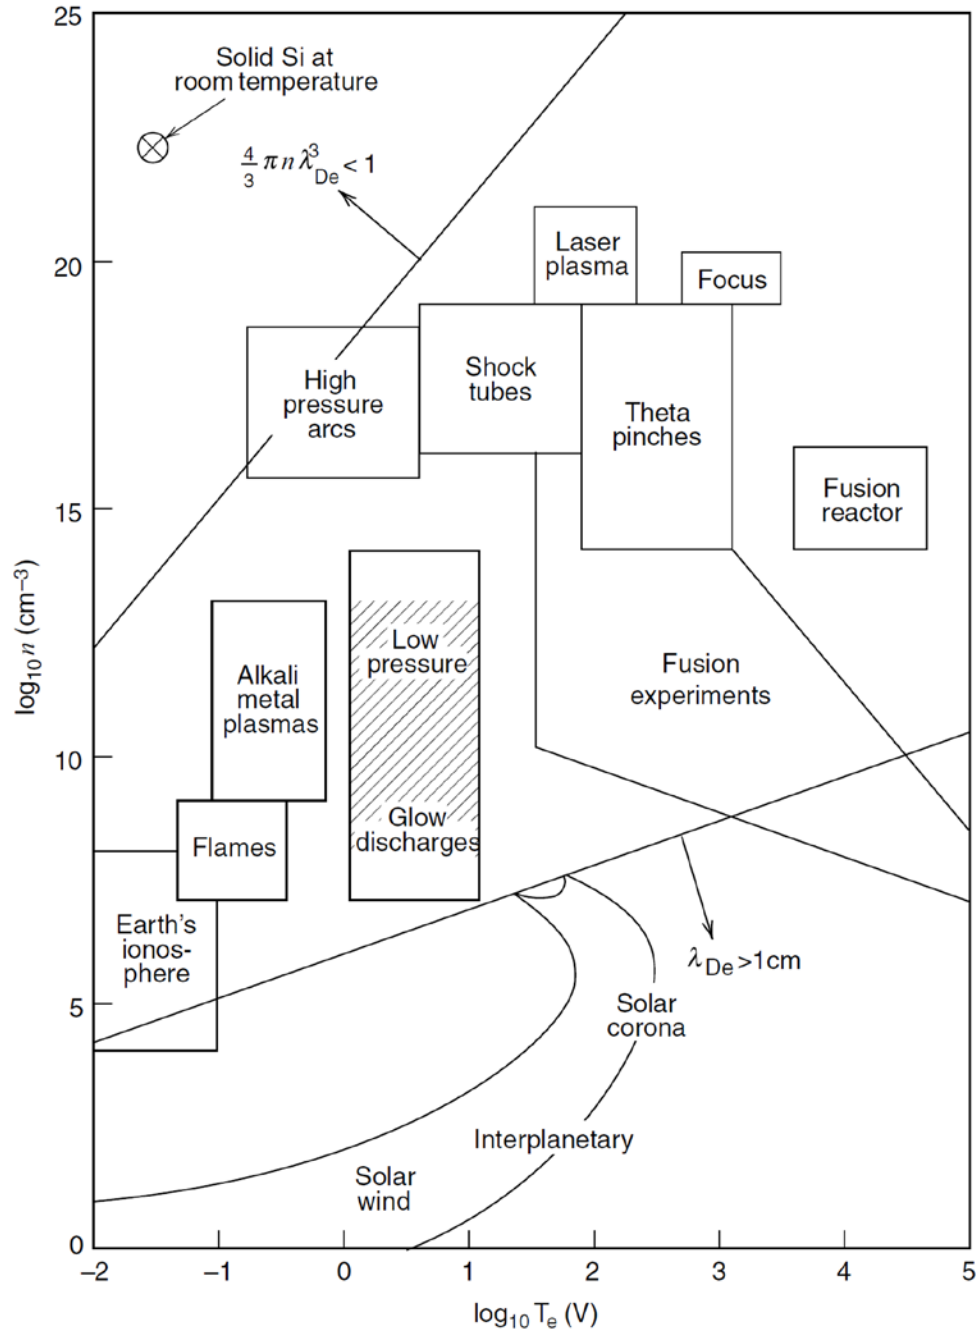 25
Solid Si at
room temperature
4/3 π n λ³De < 1
20
Laser
plasma
Focus
High
pressure
arcs
Shock
tubes
Theta
pinches
Fusion
reactor
15
log₁₀ n (cm⁻³)
Low
pressure
Alkali
metal
plasmas
Fusion
experiments
10
Glow
discharges
Flames
Earth's
ionos-
phere
λDe >1cm
5
Solar
corona
Interplanetary
Solar
wind
0
–2 –1 0 1 2 3 4 5
log₁₀ Tₑ (V)